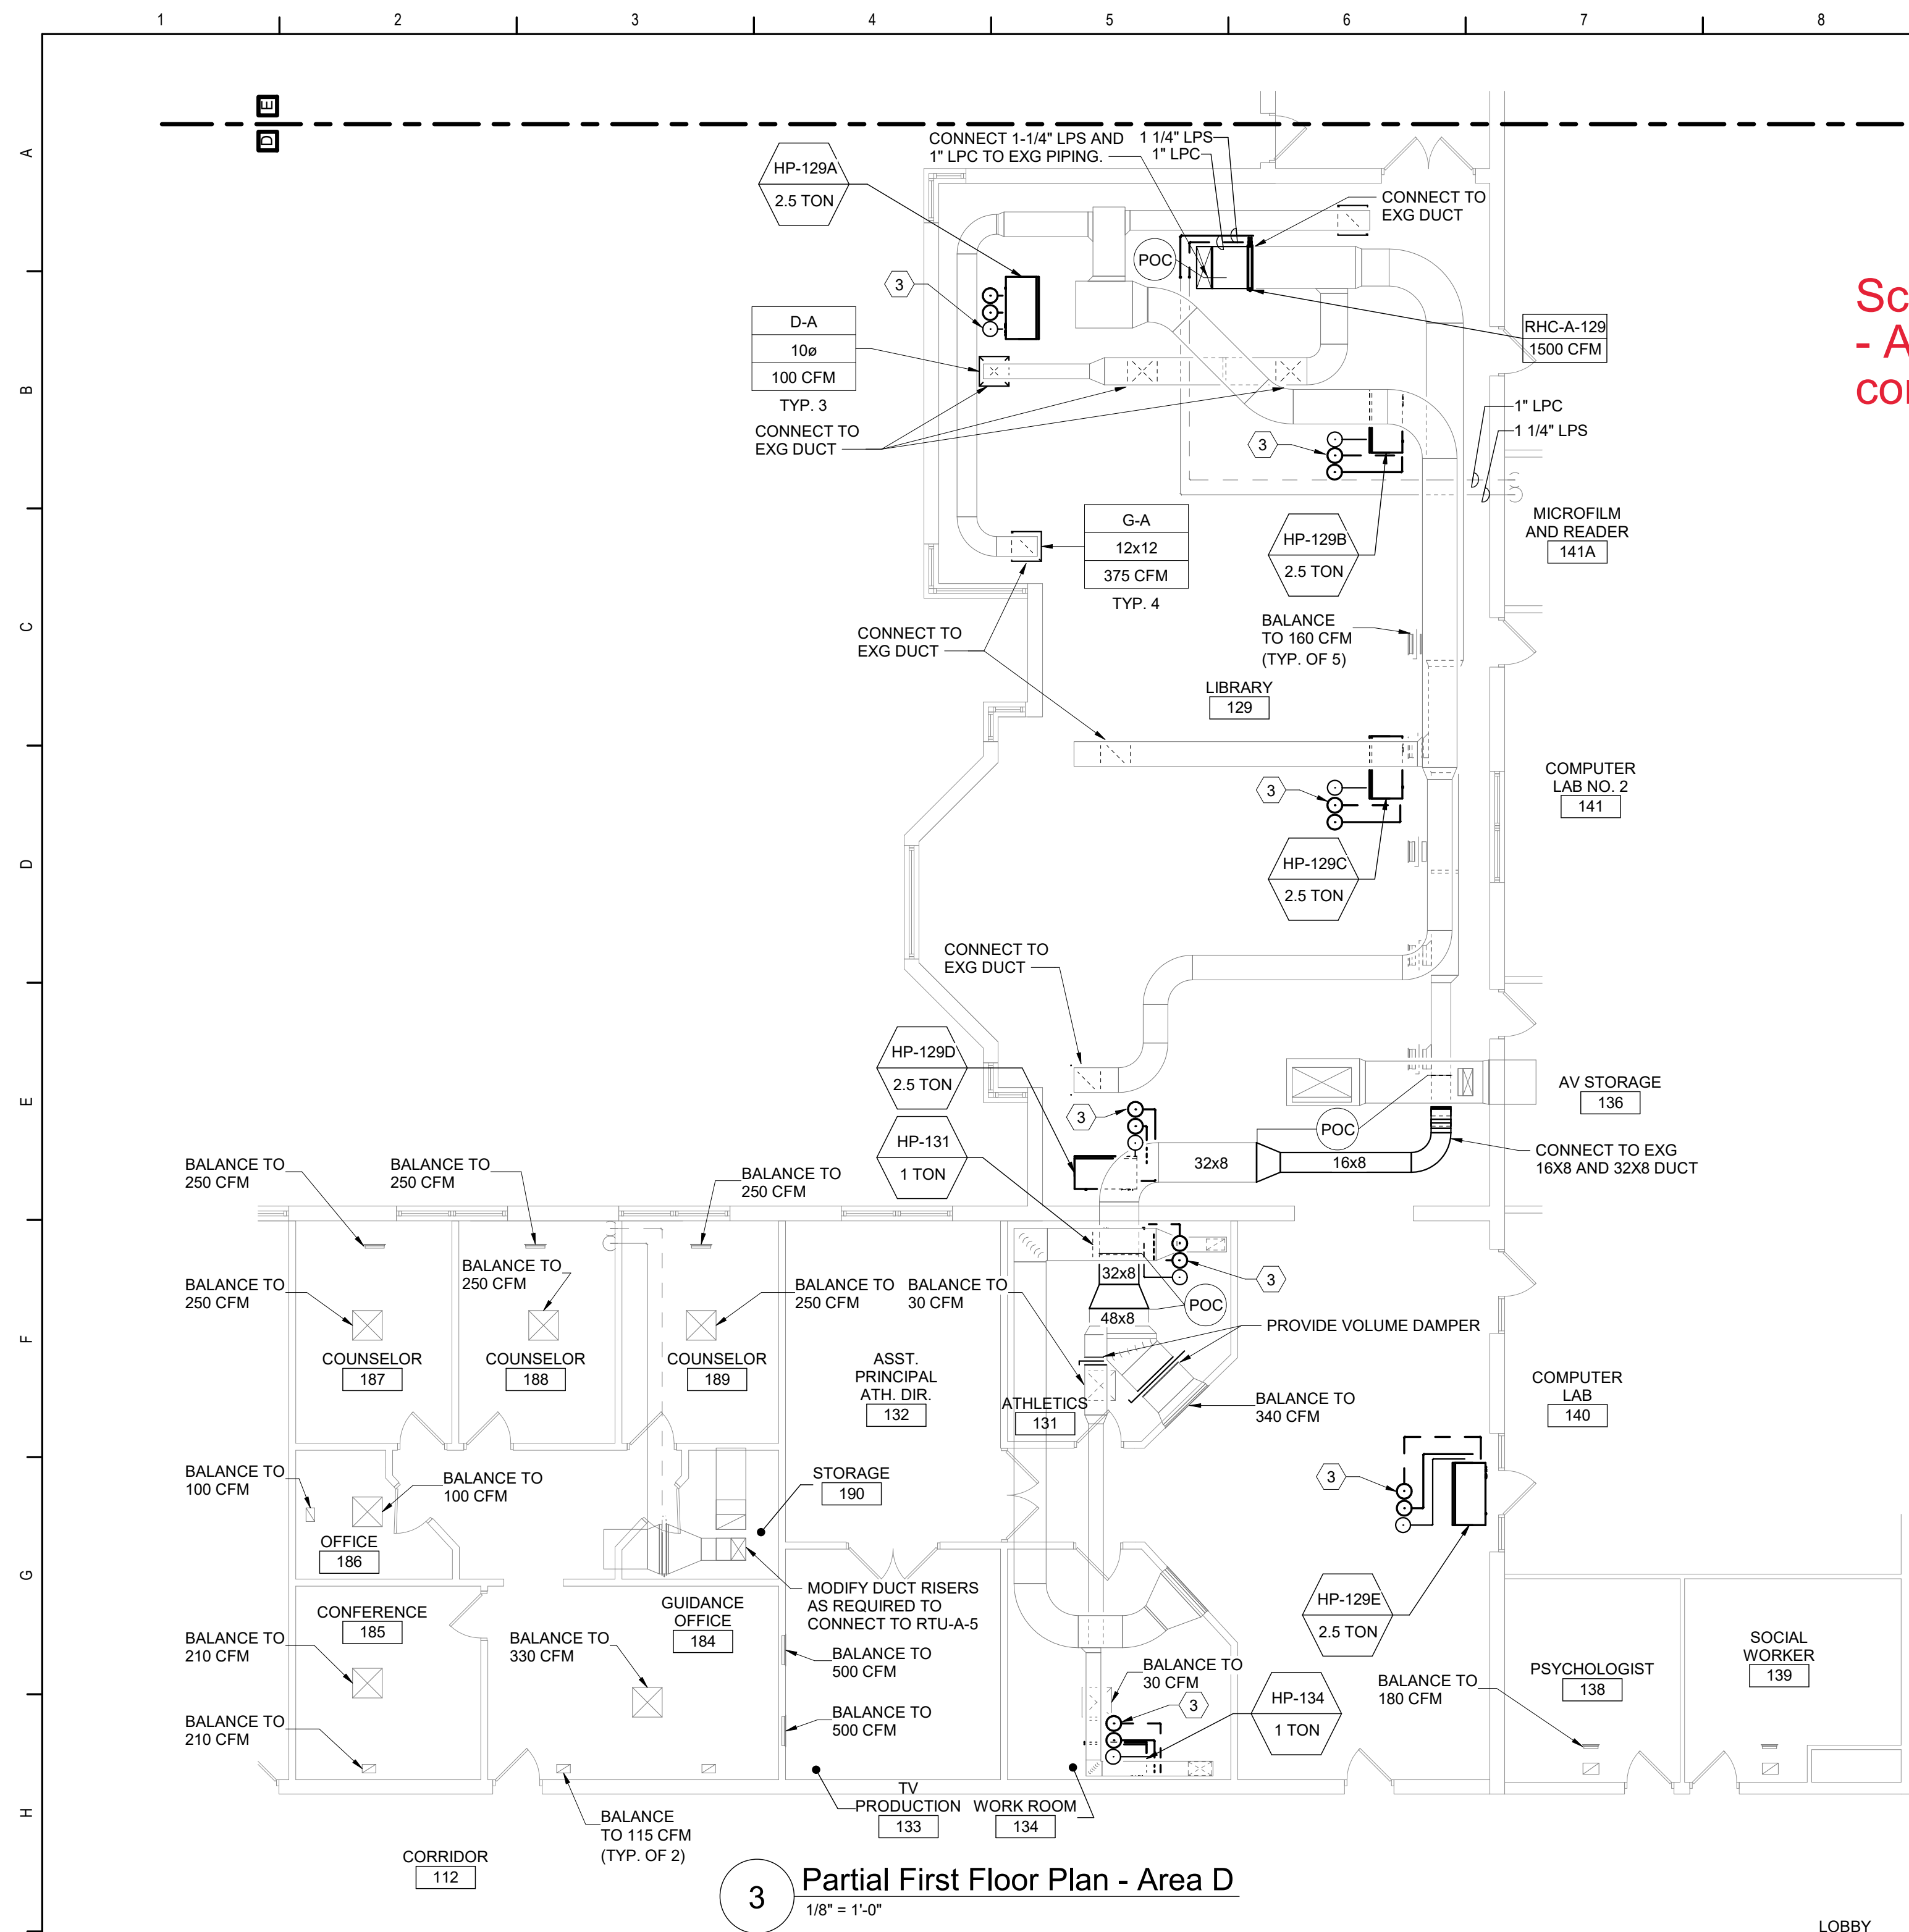 1 2 3 4 5 6 7 8
E
D
A
B
C
D
E
F
G
H
CONNECT 1-1/4" LPS AND
1" LPC TO EXG PIPING.
1 1/4" LPS
1" LPC
HP-129A
2.5 TON
CONNECT TO
EXG DUCT
POC
3
D-A
10ø
100 CFM
TYP. 3
CONNECT TO
EXG DUCT
RHC-A-129
1500 CFM
1" LPC
1 1/4" LPS
3
G-A
12x12
375 CFM
TYP. 4
HP-129B
2.5 TON
MICROFILM
AND READER
141A
CONNECT TO
EXG DUCT
BALANCE
TO 160 CFM
(TYP. OF 5)
LIBRARY
129
3
COMPUTER
LAB NO. 2
141
HP-129C
2.5 TON
CONNECT TO
EXG DUCT
HP-129D
2.5 TON
3
HP-131
1 TON
POC
AV STORAGE
136
CONNECT TO EXG
16X8 AND 32X8 DUCT
32x8
16x8
BALANCE TO
250 CFM
BALANCE TO
250 CFM
BALANCE TO
250 CFM
BALANCE TO
250 CFM
BALANCE TO
250 CFM
BALANCE TO
250 CFM
BALANCE TO
30 CFM
32x8
48x8
3
POC
PROVIDE VOLUME DAMPER
COUNSELOR
187
COUNSELOR
188
COUNSELOR
189
ASST.
PRINCIPAL
ATH. DIR.
132
ATHLETICS
131
BALANCE TO
340 CFM
COMPUTER
LAB
140
BALANCE TO
100 CFM
BALANCE TO
100 CFM
STORAGE
190
3
OFFICE
186
MODIFY DUCT RISERS
AS REQUIRED TO
CONNECT TO RTU-A-5
HP-129E
2.5 TON
CONFERENCE
185
GUIDANCE
OFFICE
184
BALANCE TO
210 CFM
BALANCE TO
330 CFM
BALANCE TO
500 CFM
BALANCE TO
30 CFM
3
HP-134
1 TON
BALANCE TO
180 CFM
PSYCHOLOGIST
138
SOCIAL
WORKER
139
BALANCE TO
210 CFM
BALANCE TO
500 CFM
BALANCE
TO 115 CFM
(TYP. OF 2)
TV
PRODUCTION
133
WORK ROOM
134
CORRIDOR
112
3
Partial First Floor Plan - Area D
1/8" = 1'-0"
LOBBY
Sc
- A
co